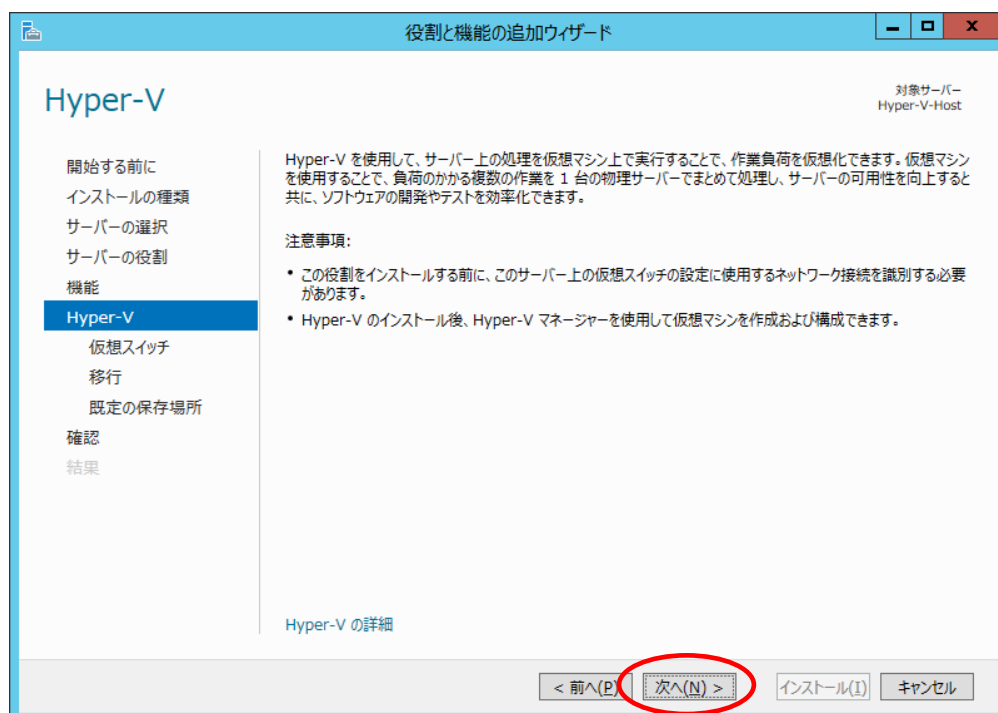 役割と機能の追加ウィザード
Hyper-V
対象サーバー
Hyper-V-Host
開始する前に
インストールの種類
サーバーの選択
サーバーの役割
機能
Hyper-V
仮想スイッチ
移行
既定の保存場所
確認
結果
Hyper-V を使用して、サーバー上の処理を仮想マシン上で実行することで、作業負荷を仮想化できます。仮想マシン
を使用することで、負荷のかかる複数の作業を 1 台の物理サーバーでまとめて処理し、サーバーの可用性を向上すると
共に、ソフトウェアの開発やテストを効率化できます。
注意事項:
• この役割をインストールする前に、このサーバー上の仮想スイッチの設定に使用するネットワーク接続を識別する必要
があります。
• Hyper-V のインストール後、Hyper-V マネージャーを使用して仮想マシンを作成および構成できます。
Hyper-V の詳細
< 前へ(P)
次へ(N) >
インストール(I)
キャンセル